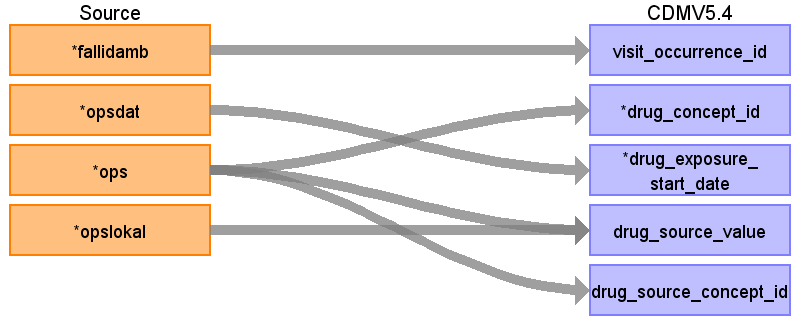 Source CDMV5.4
*fallidamb visit_occurrence_id
*opsdat *drug_concept_id
*ops *drug_exposure_
start_date
*opslokal drug_source_value
drug_source_concept_id